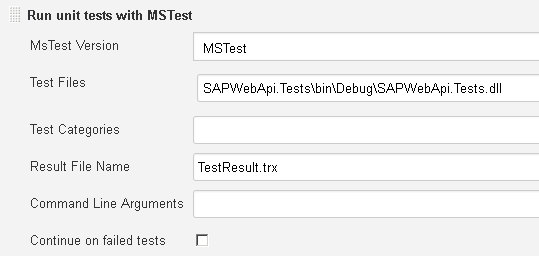 Run unit tests with MSTest
MsTest Version MSTest
Test Files SAPWebApi.Tests\bin\Debug\SAPWebApi.Tests.dll
Test Categories
Result File Name TestResult.trx
Command Line Arguments
Continue on failed tests